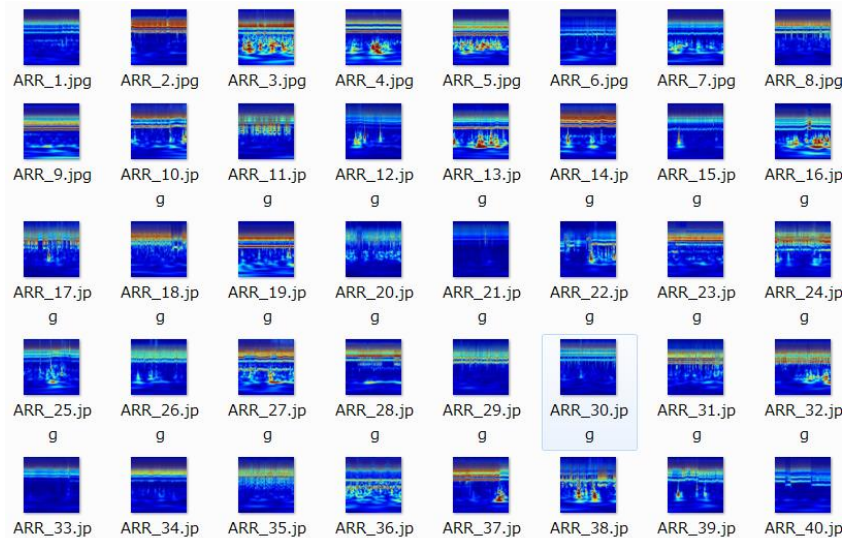 ARR_1.jpg ARR_2.jpg ARR_3.jpg ARR_4.jpg ARR_5.jpg ARR_6.jpg ARR_7.jpg ARR_8.jpg
ARR_9.jpg ARR_10.jp ARR_11.jp ARR_12.jp ARR_13.jp ARR_14.jp ARR_15.jp ARR_16.jp
g g g g g g g
ARR_17.jp ARR_18.jp ARR_19.jp ARR_20.jp ARR_21.jp ARR_22.jp ARR_23.jp ARR_24.jp
g g g g g g g g
ARR_25.jp ARR_26.jp ARR_27.jp ARR_28.jp ARR_29.jp ARR_30.jp ARR_31.jp ARR_32.jp
g g g g g g g g
ARR_33.jp ARR_34.jp ARR_35.jp ARR_36.jp ARR_37.jp ARR_38.jp ARR_39.jp ARR_40.jp